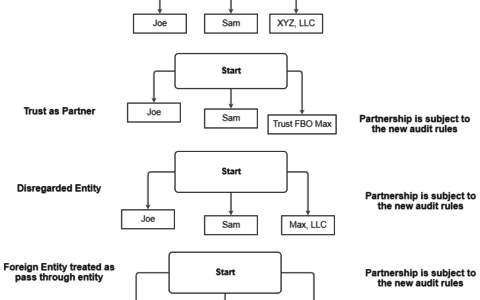 Joe
Sam
XYZ, LLC
Start
Trust as Partner
Joe
Sam
Trust FBO Max
Partnership is subject to
the new audit rules
Start
Disregarded Entity
Joe
Sam
Max, LLC
Partnership is subject to
the new audit rules
Foreign Entity treated as
pass through entity
Start
Partnership is subject to
the new audit rules